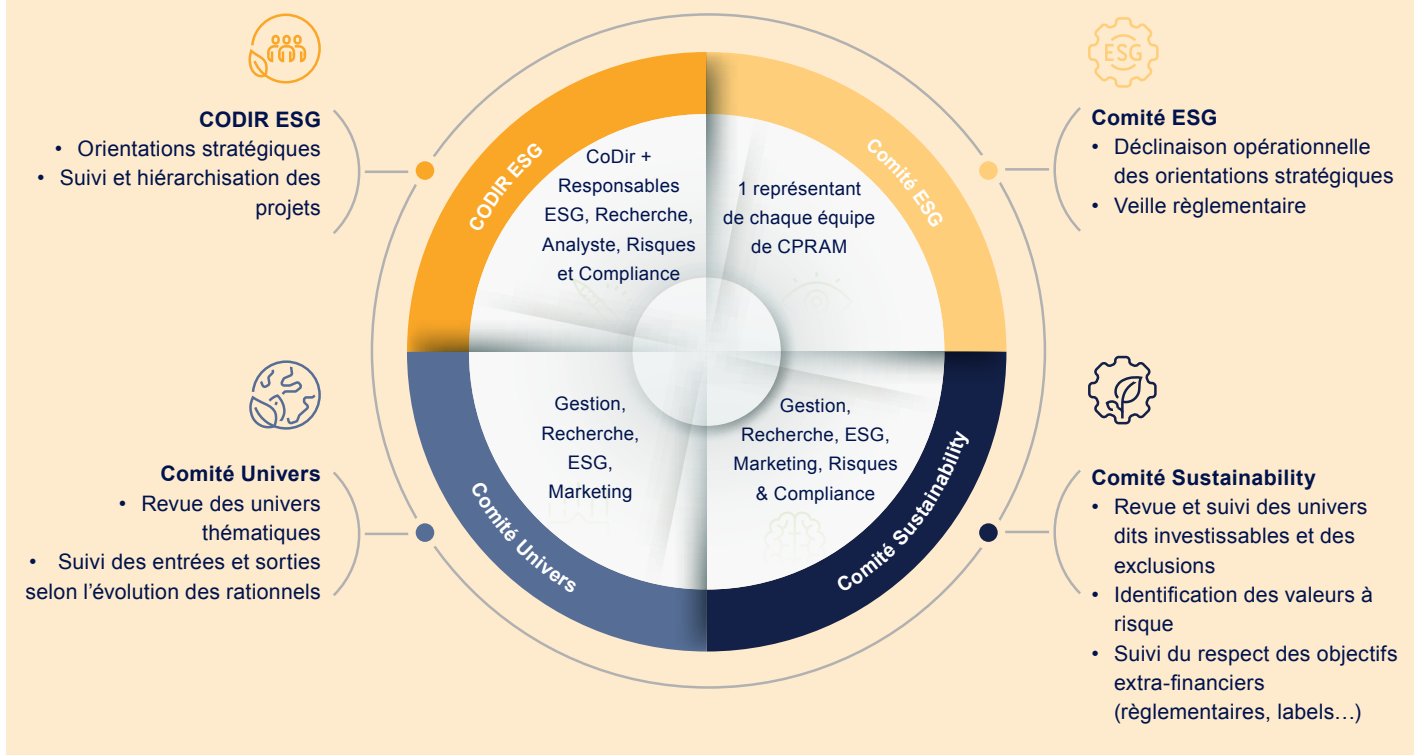 CODIR ESG
• Orientations stratégiques
• Suivi et hiérarchisation des
projets
CODIR ESG
CoDir +
Responsables
ESG, Recherche,
Analyste, Risques
et Compliance
Comité ESG
1 représentant
de chaque équipe
de CPRAM
ESG
Comité ESG
• Déclinaison opérationnelle
des orientations stratégiques
• Veille règlementaire
Comité Univers
• Revue des univers
thématiques
• Suivi des entrées et sorties
selon l’évolution des rationnels
Comité Univers
Gestion,
Recherche,
ESG,
Marketing
Gestion,
Recherche, ESG,
Marketing, Risques
& Compliance
Comité Sustainability
Comité Sustainability
• Revue et suivi des univers
dits investissables et des
exclusions
• Identification des valeurs à
risque
• Suivi du respect des objectifs
extra-financiers
(règlementaires, labels…)